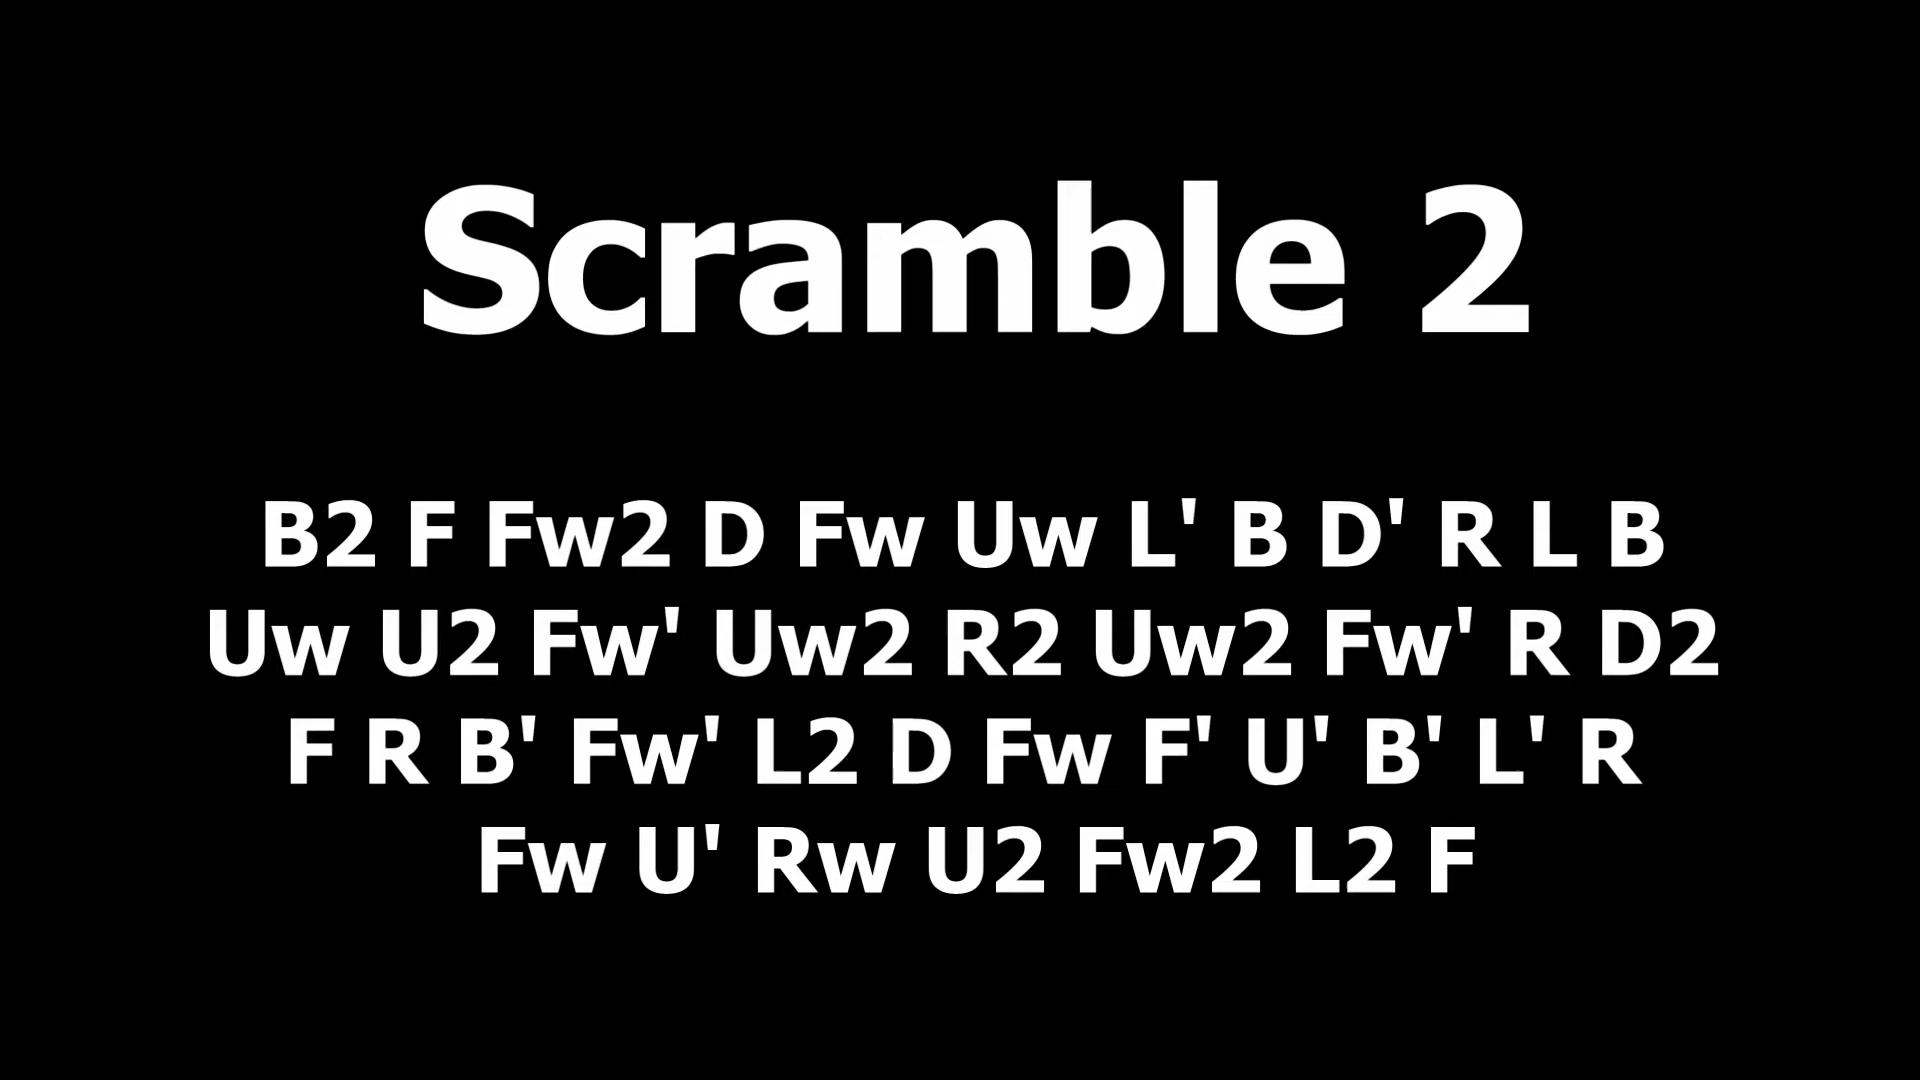 Scramble 2
B2 F Fw2 D Fw Uw L' B D' R L B
Uw U2 Fw' Uw2 R2 Uw2 Fw' R D2
F R B' Fw' L2 D Fw F' U' B' L' R
Fw U' Rw U2 Fw2 L2 F